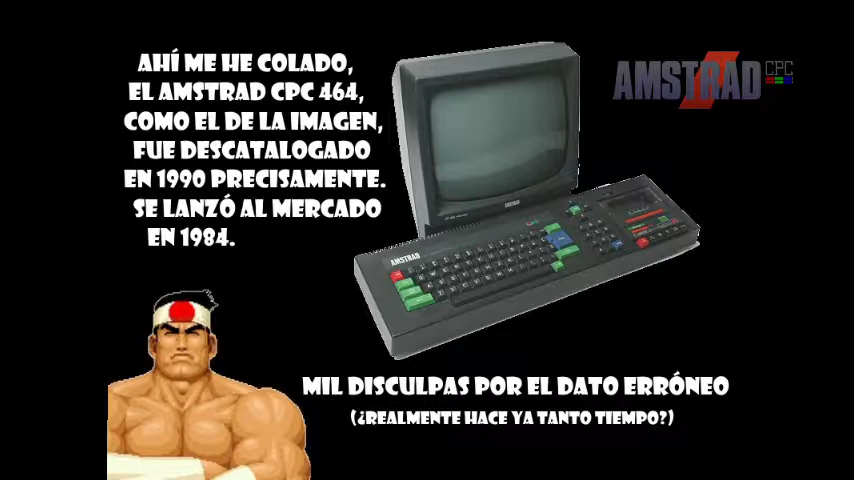 AHÍ ME HE COLADO,
EL AMSTRAD CPC 464,
COMO EL DE LA IMAGEN,
FUE DESCATALOGADO
EN 1990 PRECISAMENTE.
SE LANZÓ AL MERCADO
EN 1984.
AMSTRAD CPC
AMSTRAD
AMSTRAD
MIL DISCULPAS POR EL DATO ERRÓNEO
(¿REALMENTE HACE YA TANTO TIEMPO?)